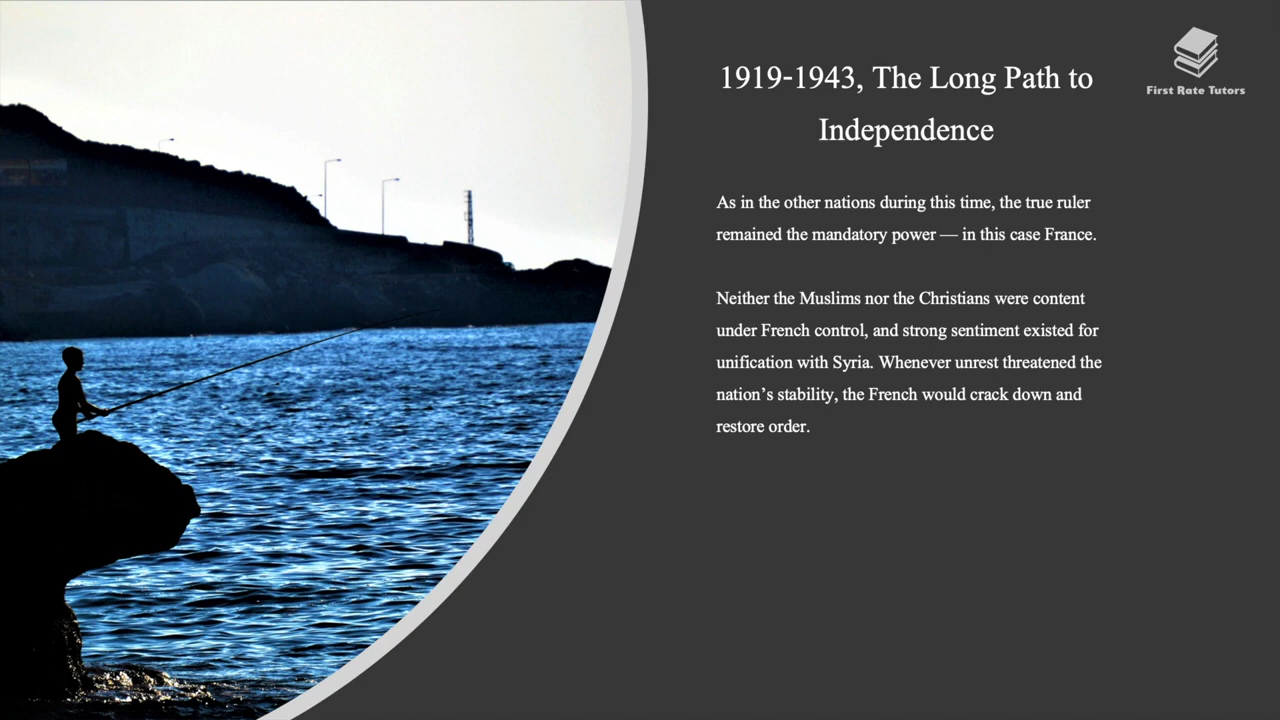 1919-1943, The Long Path to
Independence
First Rate Tutors
As in the other nations during this time, the true ruler
remained the mandatory power — in this case France.
Neither the Muslims nor the Christians were content
under French control, and strong sentiment existed for
unification with Syria. Whenever unrest threatened the
nation’s stability, the French would crack down and
restore order.